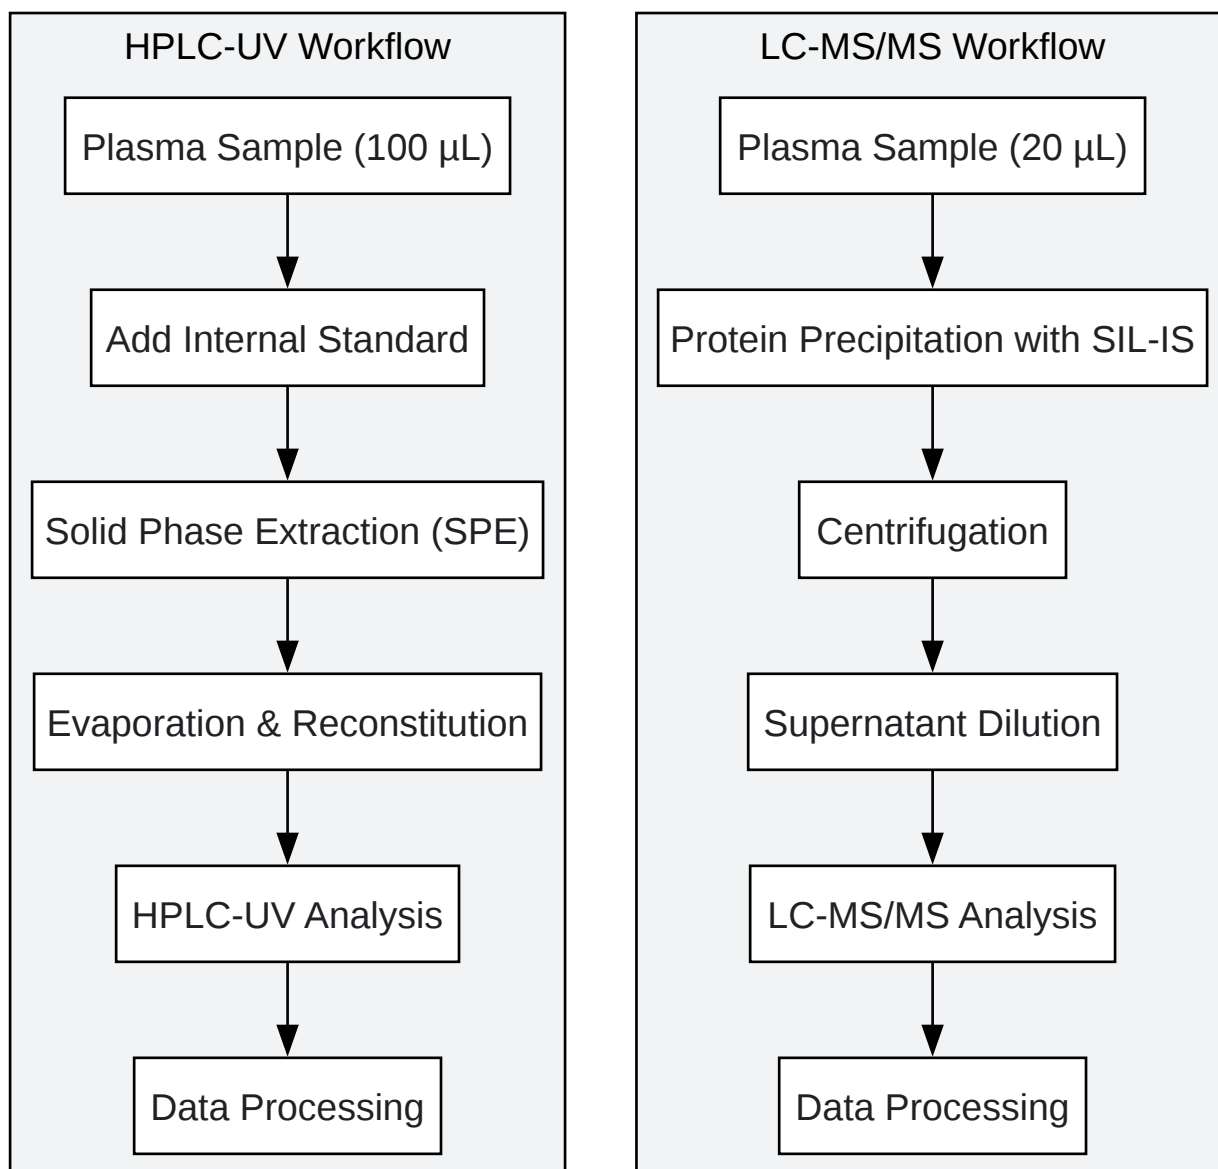 HPLC-UV Workflow
Plasma Sample (100 µL)
Add Internal Standard
Solid Phase Extraction (SPE)
Evaporation & Reconstitution
HPLC-UV Analysis
Data Processing
LC-MS/MS Workflow
Plasma Sample (20 µL)
Protein Precipitation with SIL-IS
Centrifugation
Supernatant Dilution
LC-MS/MS Analysis
Data Processing